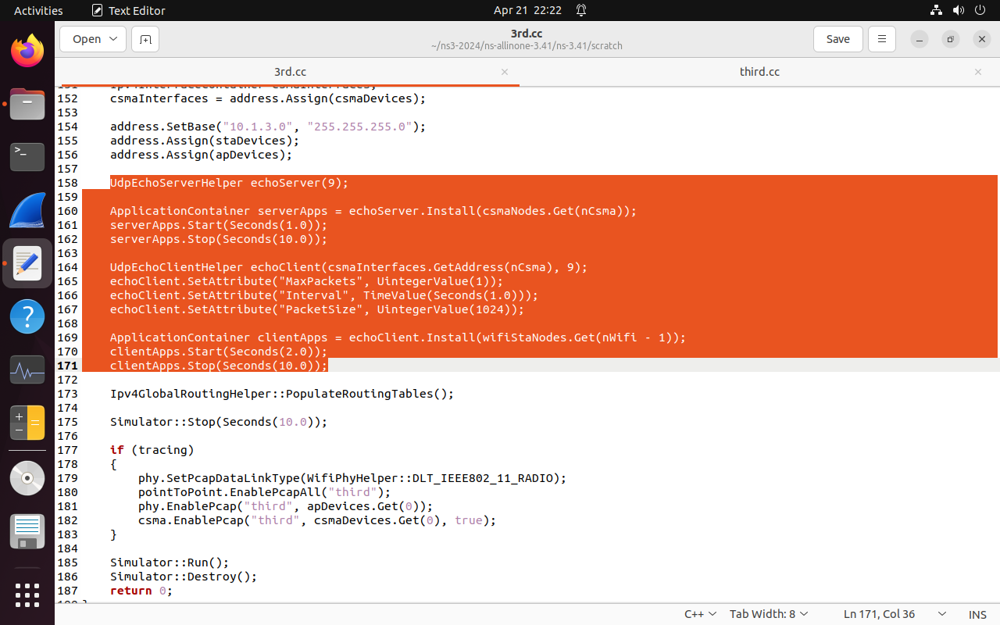 Activities Text Editor Apr 21 22:22
Open 3rd.cc Save
~/ns3-2024/ns-allinone-3.41/ns-3.41/scratch
3rd.cc third.cc
152 csmaInterfaces = address.Assign(csmaDevices);
153
154 address.SetBase("10.1.3.0", "255.255.255.0");
155 address.Assign(staDevices);
156 address.Assign(apDevices);
157
158 UdpEchoServerHelper echoServer(9);
159
160 ApplicationContainer serverApps = echoServer.Install(csmaNodes.Get(nCsma));
161 serverApps.Start(Seconds(1.0));
162 serverApps.Stop(Seconds(10.0));
163
164 UdpEchoClientHelper echoClient(csmaInterfaces.GetAddress(nCsma), 9);
165 echoClient.SetAttribute("MaxPackets", UintegerValue(1));
166 echoClient.SetAttribute("Interval", TimeValue(Seconds(1.0)));
167 echoClient.SetAttribute("PacketSize", UintegerValue(1024));
168
169 ApplicationContainer clientApps = echoClient.Install(wifiStaNodes.Get(nWifi - 1));
170 clientApps.Start(Seconds(2.0));
171 clientApps.Stop(Seconds(10.0));
172
173 Ipv4GlobalRoutingHelper::PopulateRoutingTables();
174
175 Simulator::Stop(Seconds(10.0));
176
177 if (tracing)
178 {
179 phy.SetPcapDataLinkType(WifiPhyHelper::DLT_IEEE802_11_RADIO);
180 pointToPoint.EnablePcapAll("third");
181 phy.EnablePcap("third", apDevices.Get(0));
182 csma.EnablePcap("third", csmaDevices.Get(0), true);
183 }
184
185 Simulator::Run();
186 Simulator::Destroy();
187 return 0;
C++ Tab Width: 8 Ln 171, Col 36 INS